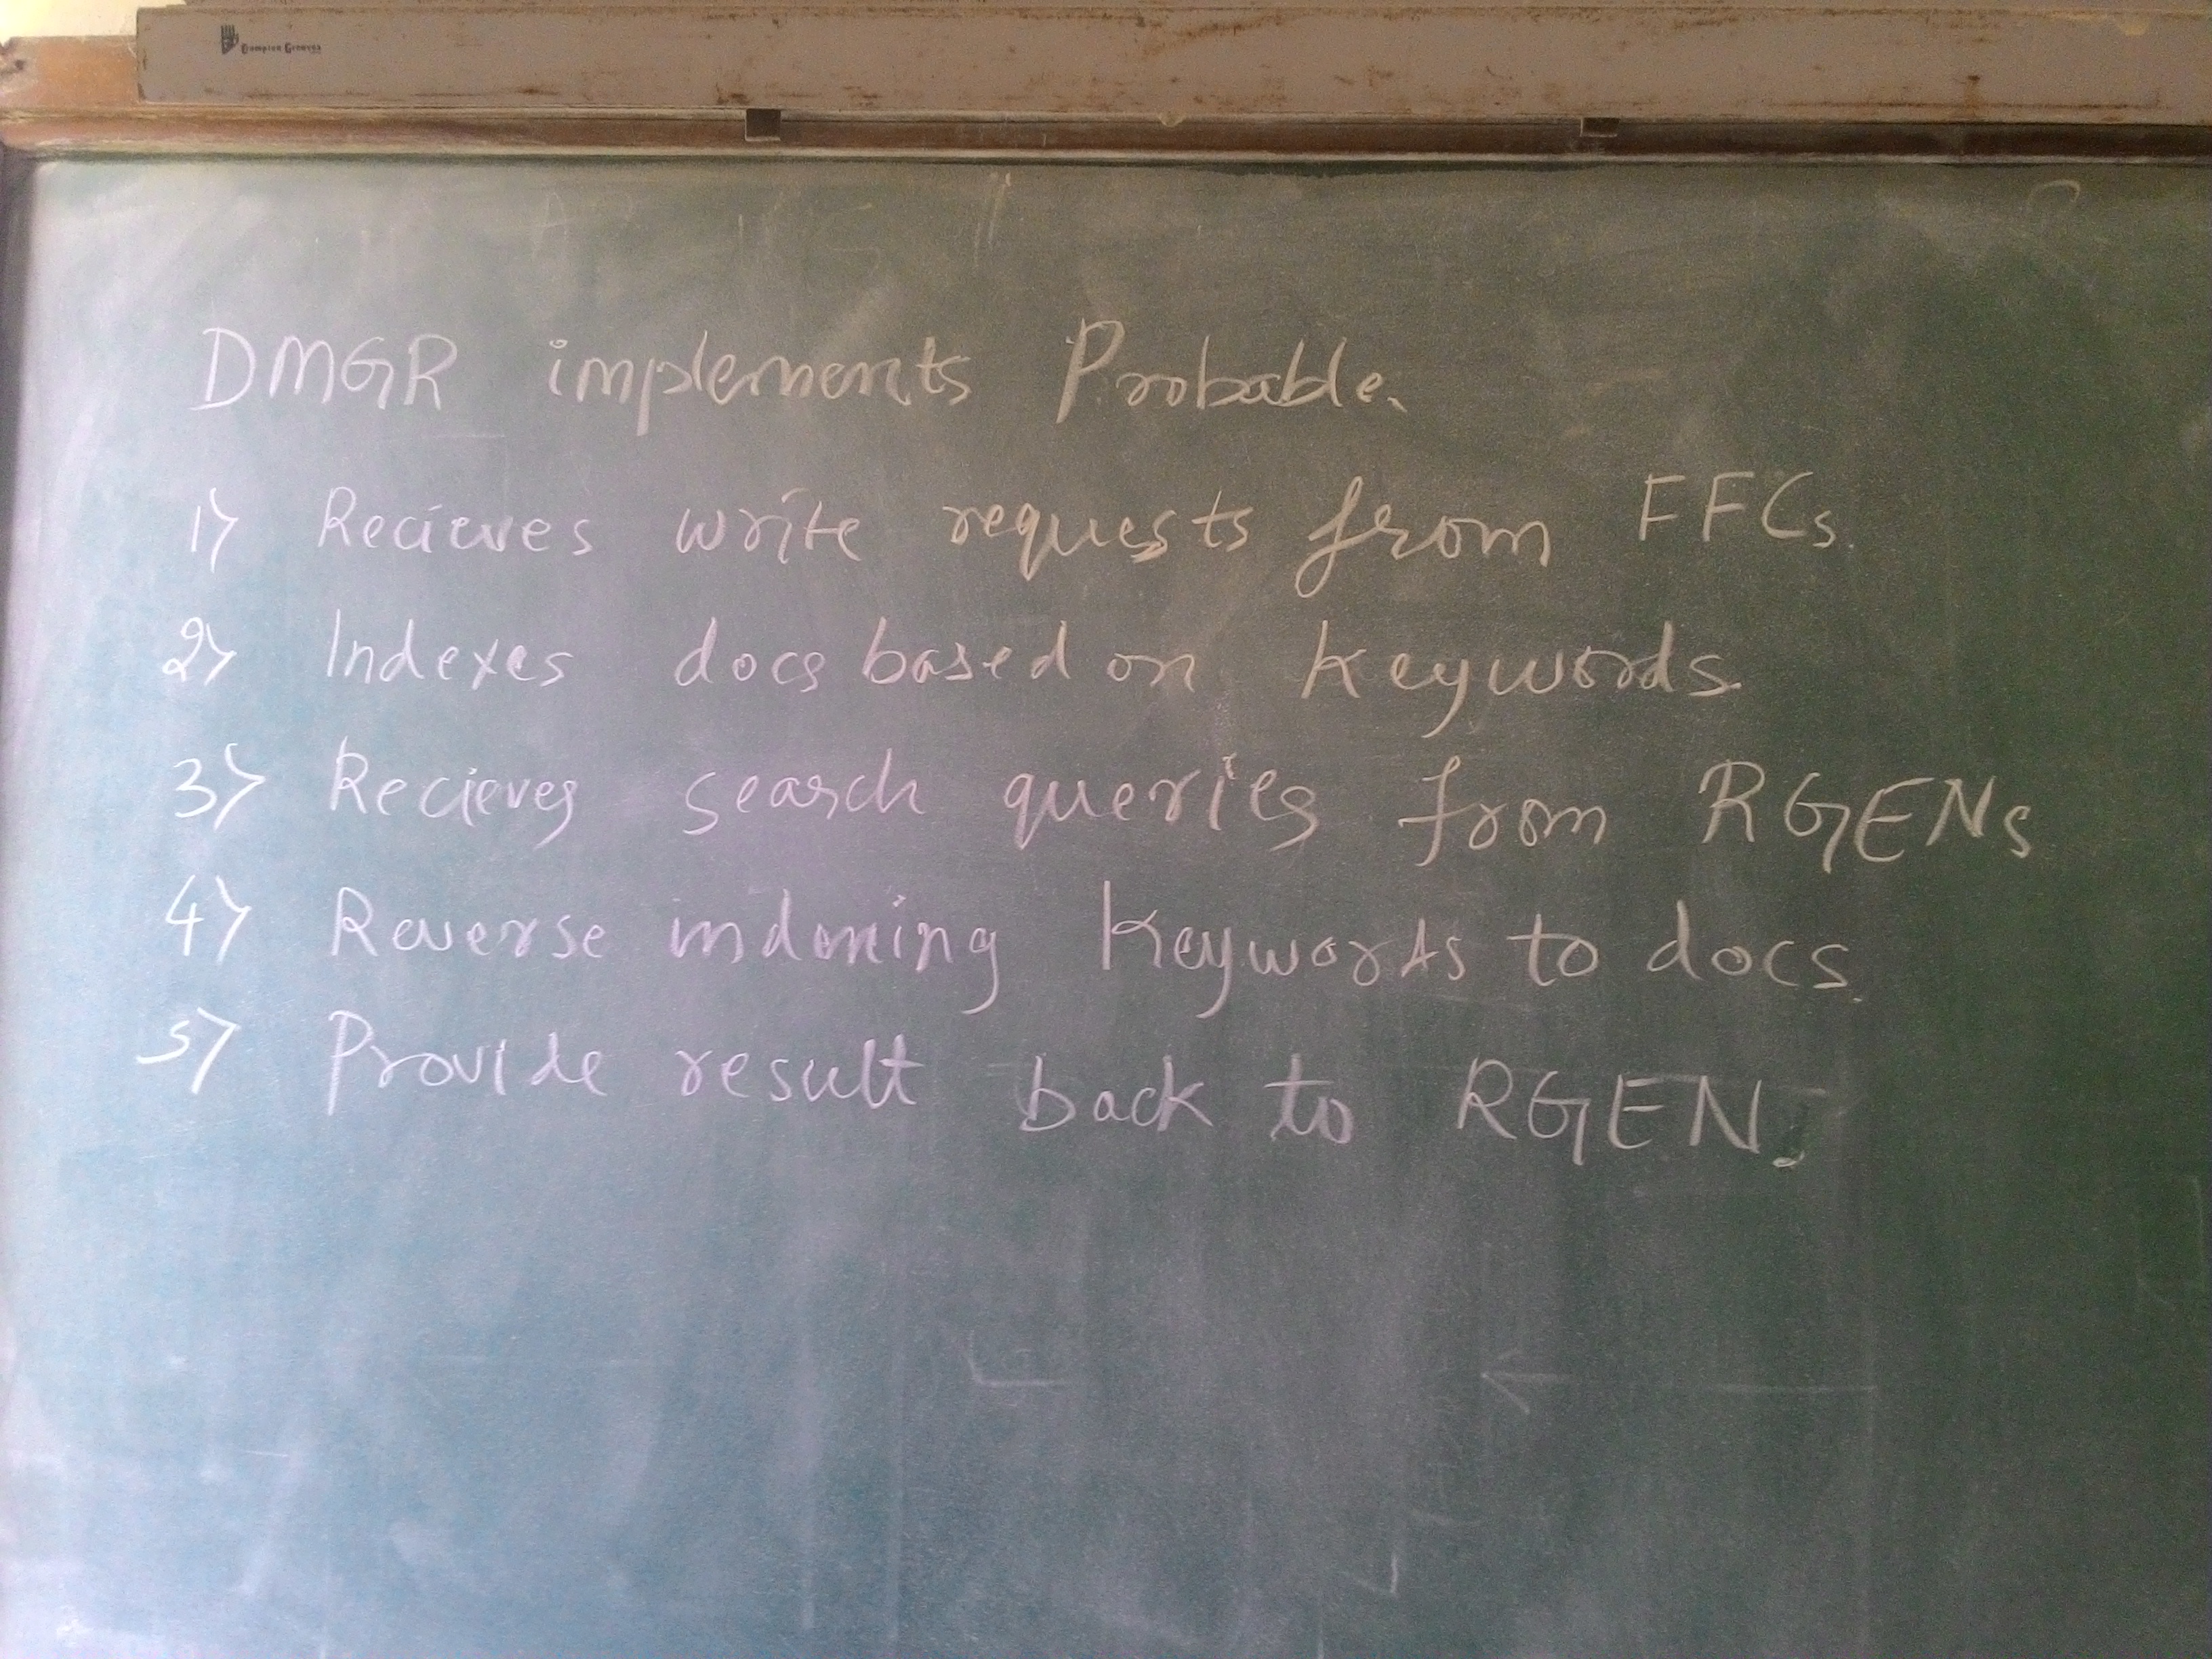 Crompton Greaves
DMGR implements Probable.
1> Recieves write requests from FFCs.
2> Indexes docs based on keywords
3> Recieves search queries from RGENs
4> Reverse indexing keywords to docs.
5> Provide result back to RGEN.